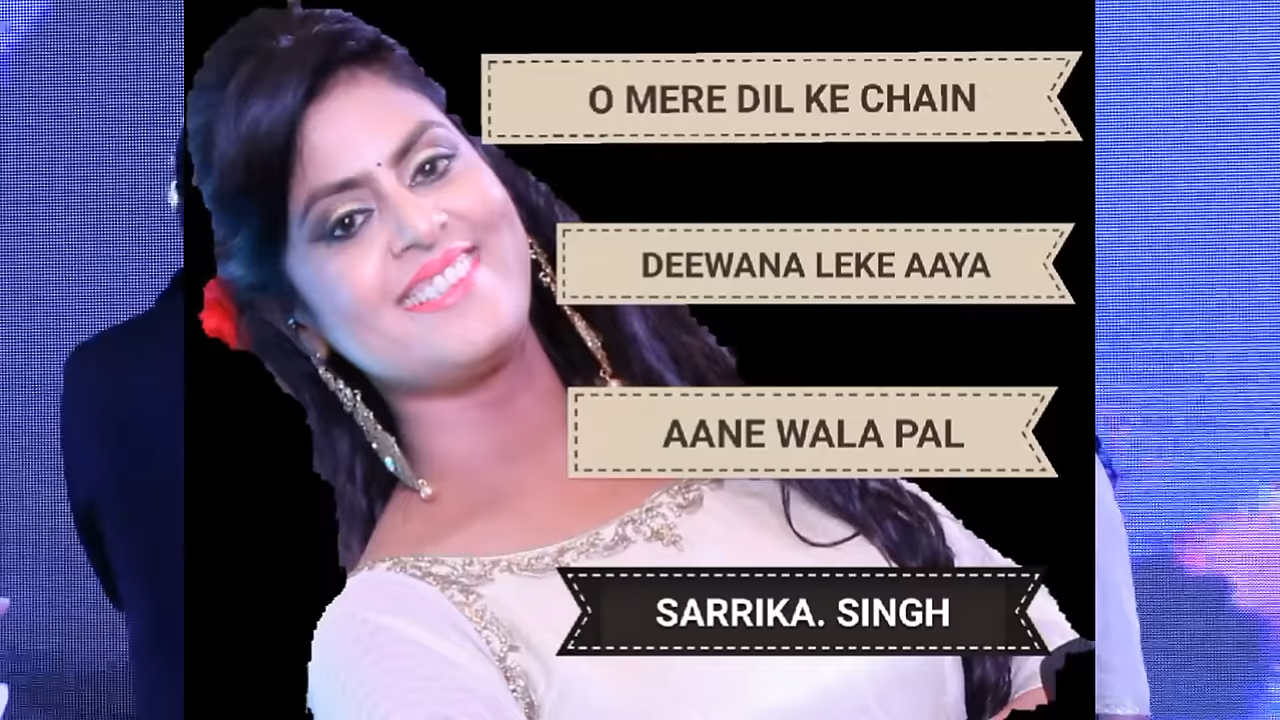 O MERE DIL KE CHAIN
DEEWANA LEKE AAYA
AANE WALA PAL
SARRIKA. SINGH